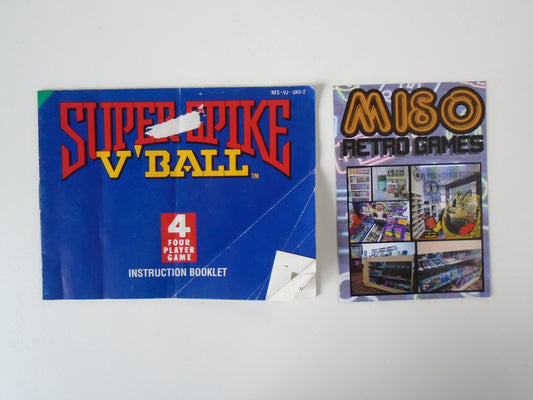 NES-VJ-UKV-2
SUPER SPIKE
V'BALL
TM
4
FOUR
PLAYER
GAME
INSTRUCTION BOOKLET
MISO
RETRO GAMES